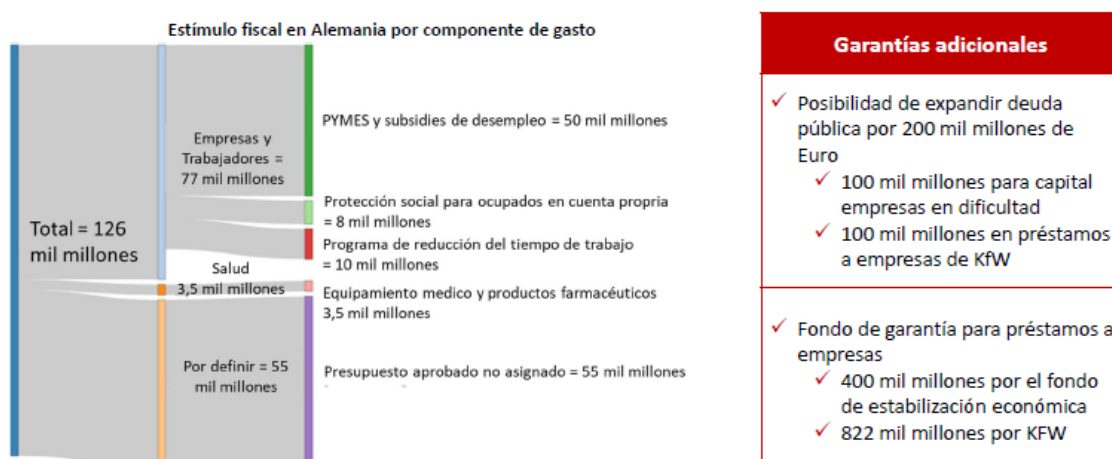 Estímulo fiscal en Alemania por componente de gasto
Total = 126
mil millones
Empresas y
Trabajadores =
77 mil millones
Salud
3,5 mil millones
Por definir = 55
mil millones
PYMES y subsidies de desempleo = 50 mil millones
Protección social para ocupados en cuenta propria
= 8 mil millones
Programa de reducción del tiempo de trabajo
= 10 mil millones
Equipamiento medico y productos farmacéuticos
3,5 mil millones
Presupuesto aprobado no asignado = 55 mil millones
Garantías adicionales
✓ Posibilidad de expandir deuda
pública por 200 mil millones de
Euro
✓ 100 mil millones para capital
empresas en dificultad
✓ 100 mil millones en préstamos
a empresas de KfW
✓ Fondo de garantía para préstamos a
empresas
✓ 400 mil millones por el fondo
de estabilización económica
✓ 822 mil millones por KFW